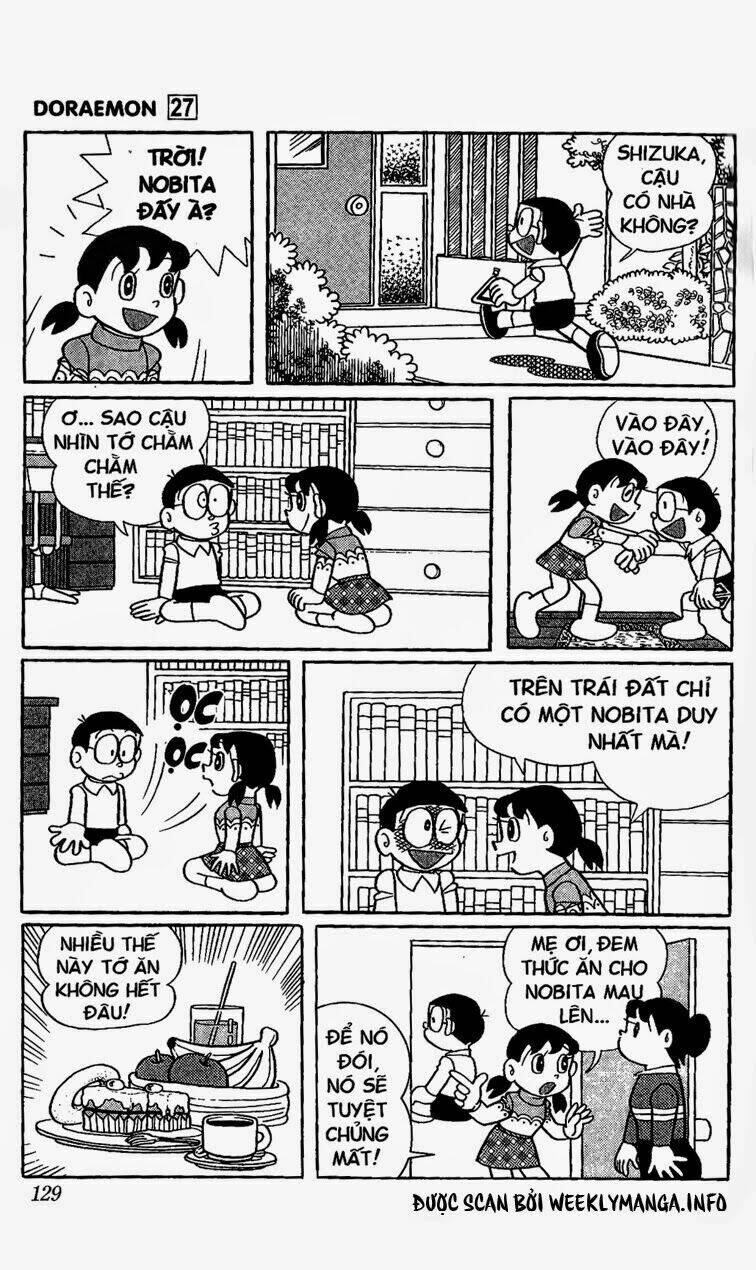 DORAEMON 27
SHIZUKA,
CẬU
CÓ NHÀ
KHÔNG?
TRỜI!
NOBITA
ĐẤY À?
VÀO ĐÂY,
VÀO ĐÂY!
Ơ... SAO CẬU
NHÌN TỚ CHẰM
CHẰM
THẾ?
TRÊN TRÁI ĐẤT CHỈ
CÓ MỘT NOBITA DUY
NHẤT MÀ!
ỌC
ỌC
MẸ ƠI, ĐEM
THỨC ĂN CHO
NOBITA MAU
LÊN...
ĐỂ NÓ
ĐÓI,
NÓ SẼ
TUYỆT
CHỦNG
MẤT!
NHIỀU THẾ
NÀY TỚ ĂN
KHÔNG HẾT
ĐÂU!
129
ĐƯỢC SCAN BỞI WEEKLYMANGA.INFO